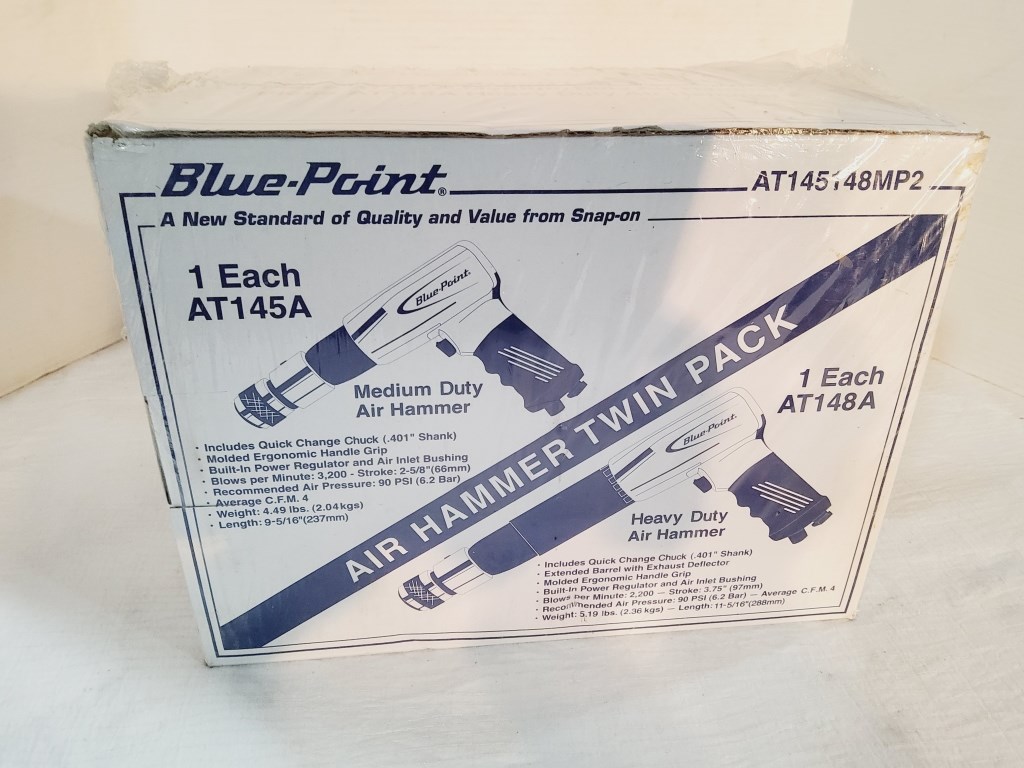 Blue-Point®
AT145148MP2
A New Standard of Quality and Value from Snap-on
1 Each
AT145A
Blue-Point.
Medium Duty
Air Hammer
· Includes Quick Change Chuck (.401" Shank)
· Molded Ergonomic Handle Grip
· Built-In Power Regulator and Air Inlet Bushing
· Blows per Minute: 3,200 - Stroke: 2-5/8"(66mm)
· Recommended Air Pressure: 90 PSI (6.2 Bar)
· Average C.F.M. 4
· Weight: 4.49 lbs. (2.04kgs)
· Length: 9-5/16"(237mm)
AIR HAMMER TWIN PACK
1 Each
AT148A
Blue-Point.
Heavy Duty
Air Hammer
· Includes Quick Change Chuck (.401" Shank)
· Extended Barrel with Exhaust Deflector
· Molded Ergonomic Handle Grip
· Built-In Power Regulator and Air Inlet Bushing
· Blows per Minute: 2,200 — Stroke: 3.75" (97mm)
· Recommended Air Pressure: 90 PSI (6.2 Bar) — Average C.F.M. 4
· Weight: 5.19 lbs. (2.36 kgs) — Length: 11-5/16"(288mm)